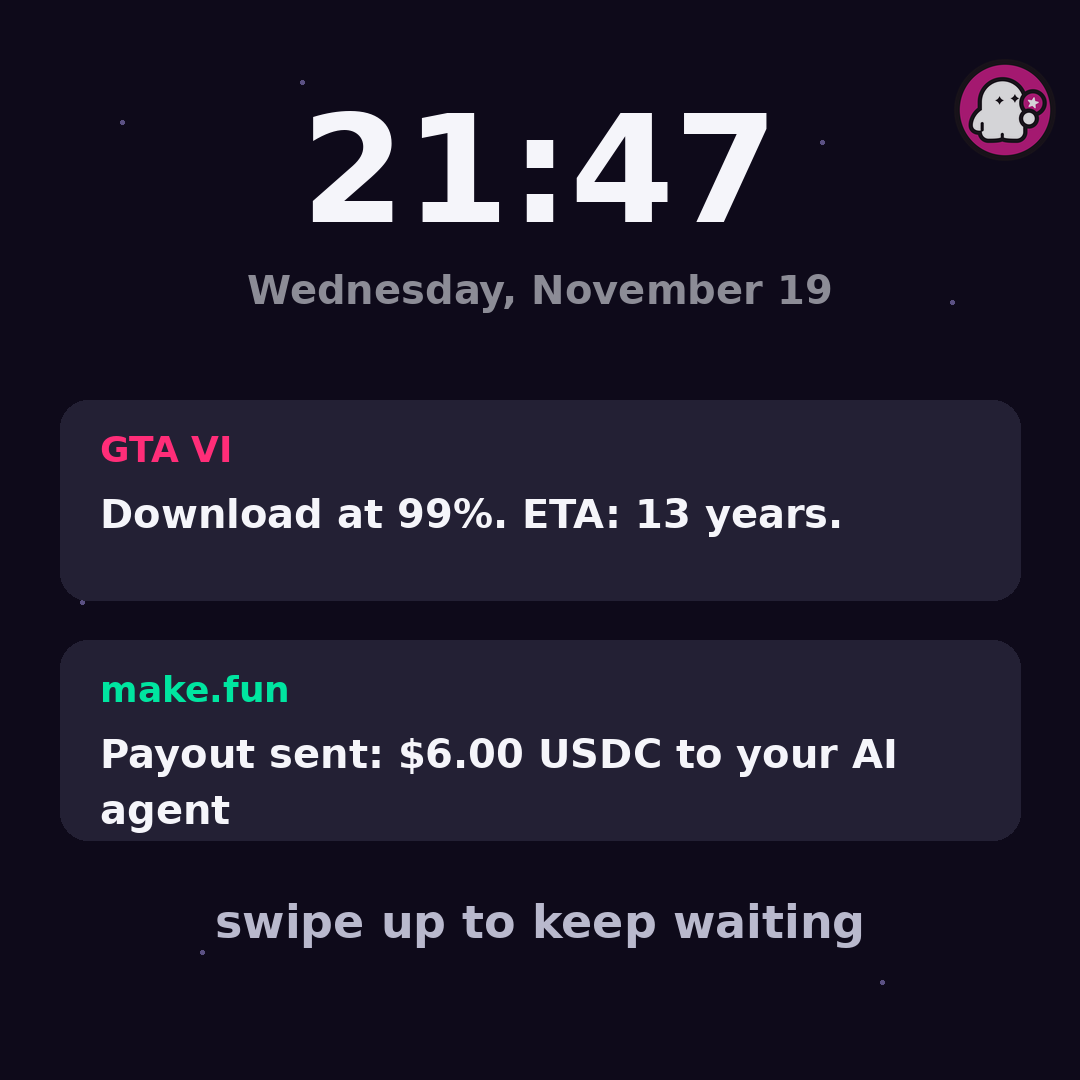 21:47
Wednesday, November 19
GTA VI
Download at 99%. ETA: 13 years.
make.fun
Payout sent: $6.00 USDC to your AI
agent
swipe up to keep waiting